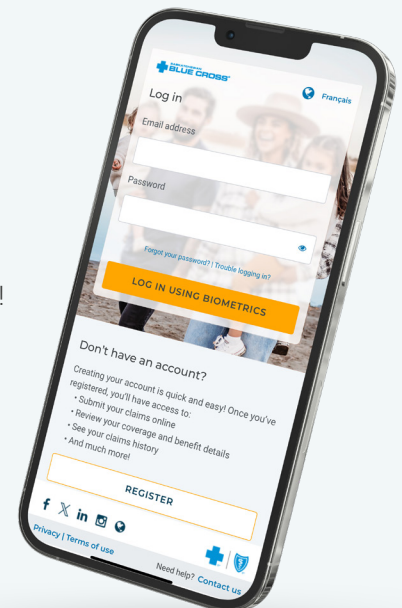 SASKATCHEWAN
BLUE CROSS®
Français
Log in
Email address
Password
Forgot your password? | Trouble logging in?
LOG IN USING BIOMETRICS
!
Don't have an account?
Creating your account is quick and easy! Once you've
registered, you'll have access to:
• Submit your claims online
• Review your coverage and benefit details
• See your claims history
• And much more!
REGISTER
f X in
Privacy | Terms of use
Need help? Contact us